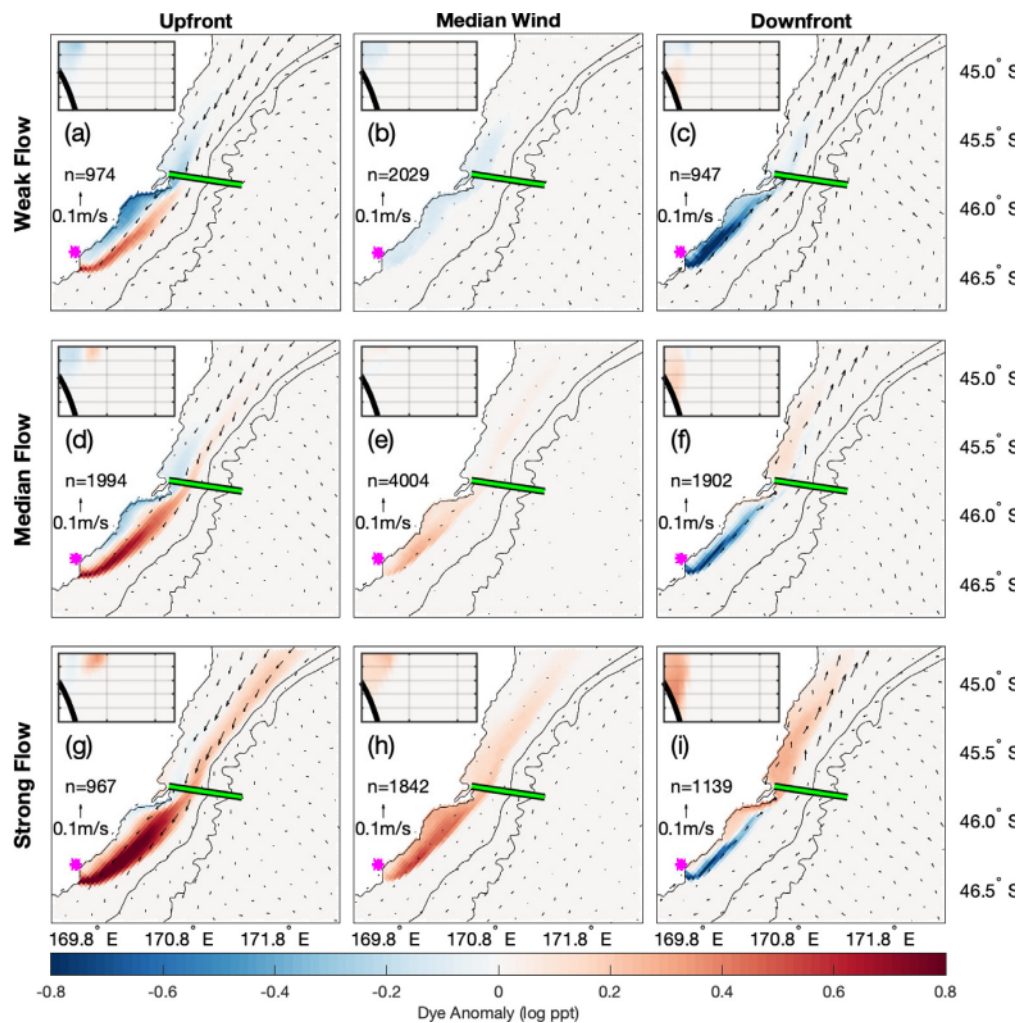 Upfront
Median Wind
Downfront
Weak Flow
(a)
n=974
0.1m/s
(b)
n=2029
0.1m/s
(c)
n=947
0.1m/s
45.0° S
45.5° S
46.0° S
46.5° S
Median Flow
(d)
n=1994
0.1m/s
(e)
n=4004
0.1m/s
(f)
n=1902
0.1m/s
45.0° S
45.5° S
46.0° S
46.5° S
Strong Flow
(g)
n=967
0.1m/s
(h)
n=1842
0.1m/s
(i)
n=1139
0.1m/s
45.0° S
45.5° S
46.0° S
46.5° S
169.8° E 170.8° E 171.8° E
169.8° E 170.8° E 171.8° E
169.8° E 170.8° E 171.8° E
-0.8 -0.6 -0.4 -0.2 0 0.2 0.4 0.6 0.8
Dye Anomaly (log ppt)